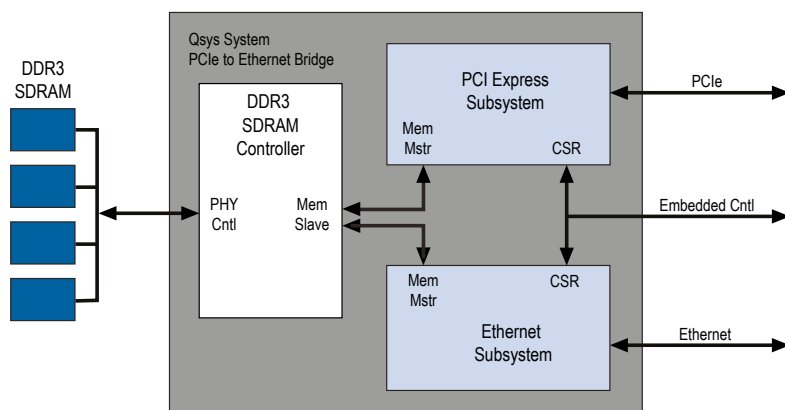 Qsys System
PCIe to Ethernet Bridge
DDR3
SDRAM
DDR3
SDRAM
Controller
PHY
Cntl
Mem
Slave
PCI Express
Subsystem
Mem
Mstr
CSR
PCIe
Embedded Cntl
Mem
Mstr
CSR
Ethernet
Subsystem
Ethernet